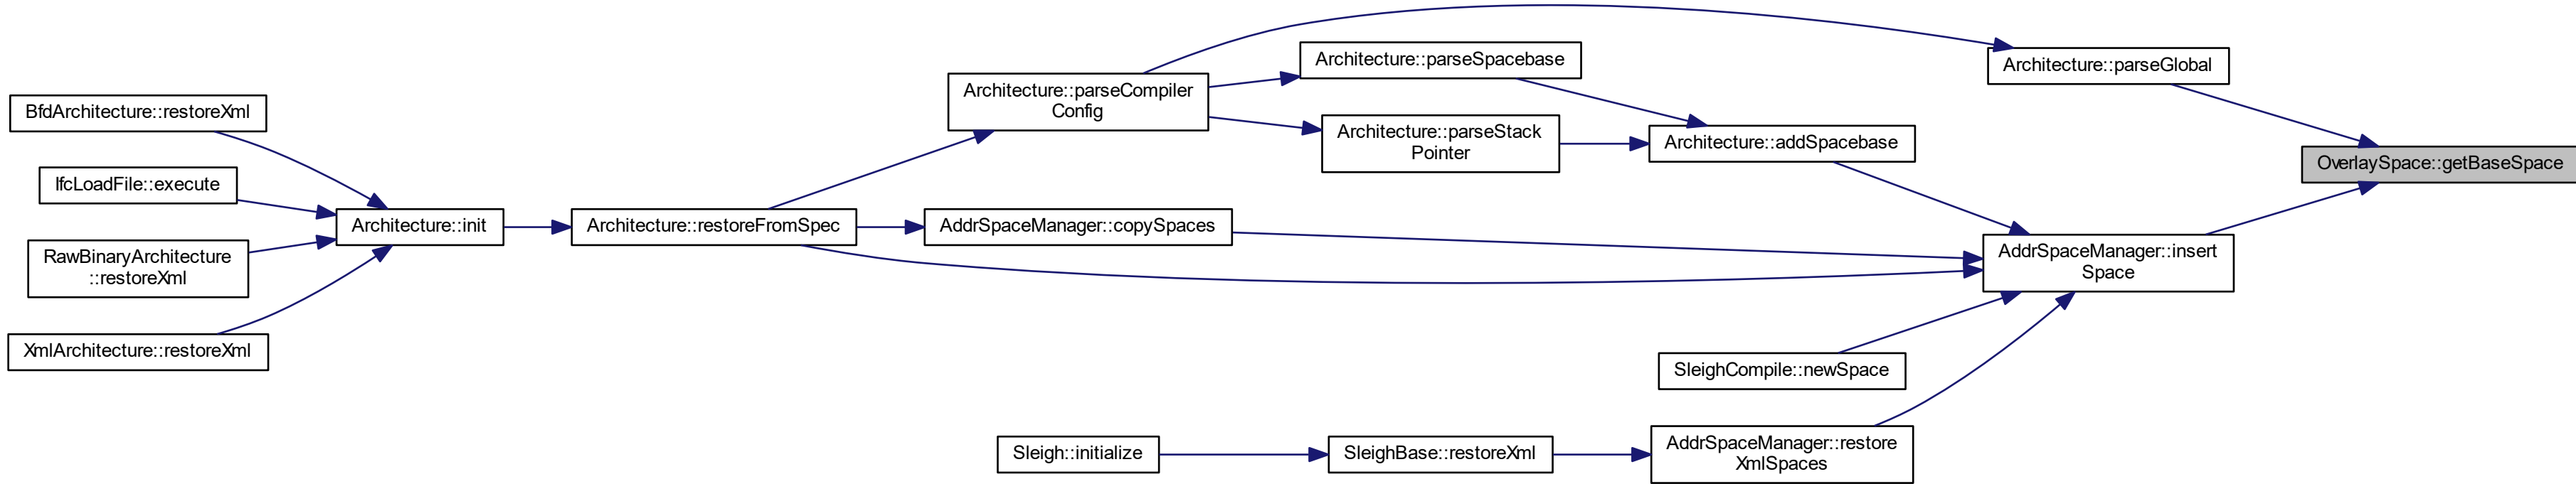 BfdArchitecture::restoreXml
IfcLoadFile::execute
RawBinaryArchitecture
::restoreXml
XmlArchitecture::restoreXml
Architecture::init
Architecture::restoreFromSpec
Architecture::parseCompiler
Config
AddrSpaceManager::copySpaces
Sleigh::initialize
Architecture::parseSpacebase
Architecture::parseStack
Pointer
SleighBase::restoreXml
Architecture::addSpacebase
SleighCompile::newSpace
AddrSpaceManager::restore
XmlSpaces
Architecture::parseGlobal
AddrSpaceManager::insert
Space
OverlaySpace::getBaseSpace